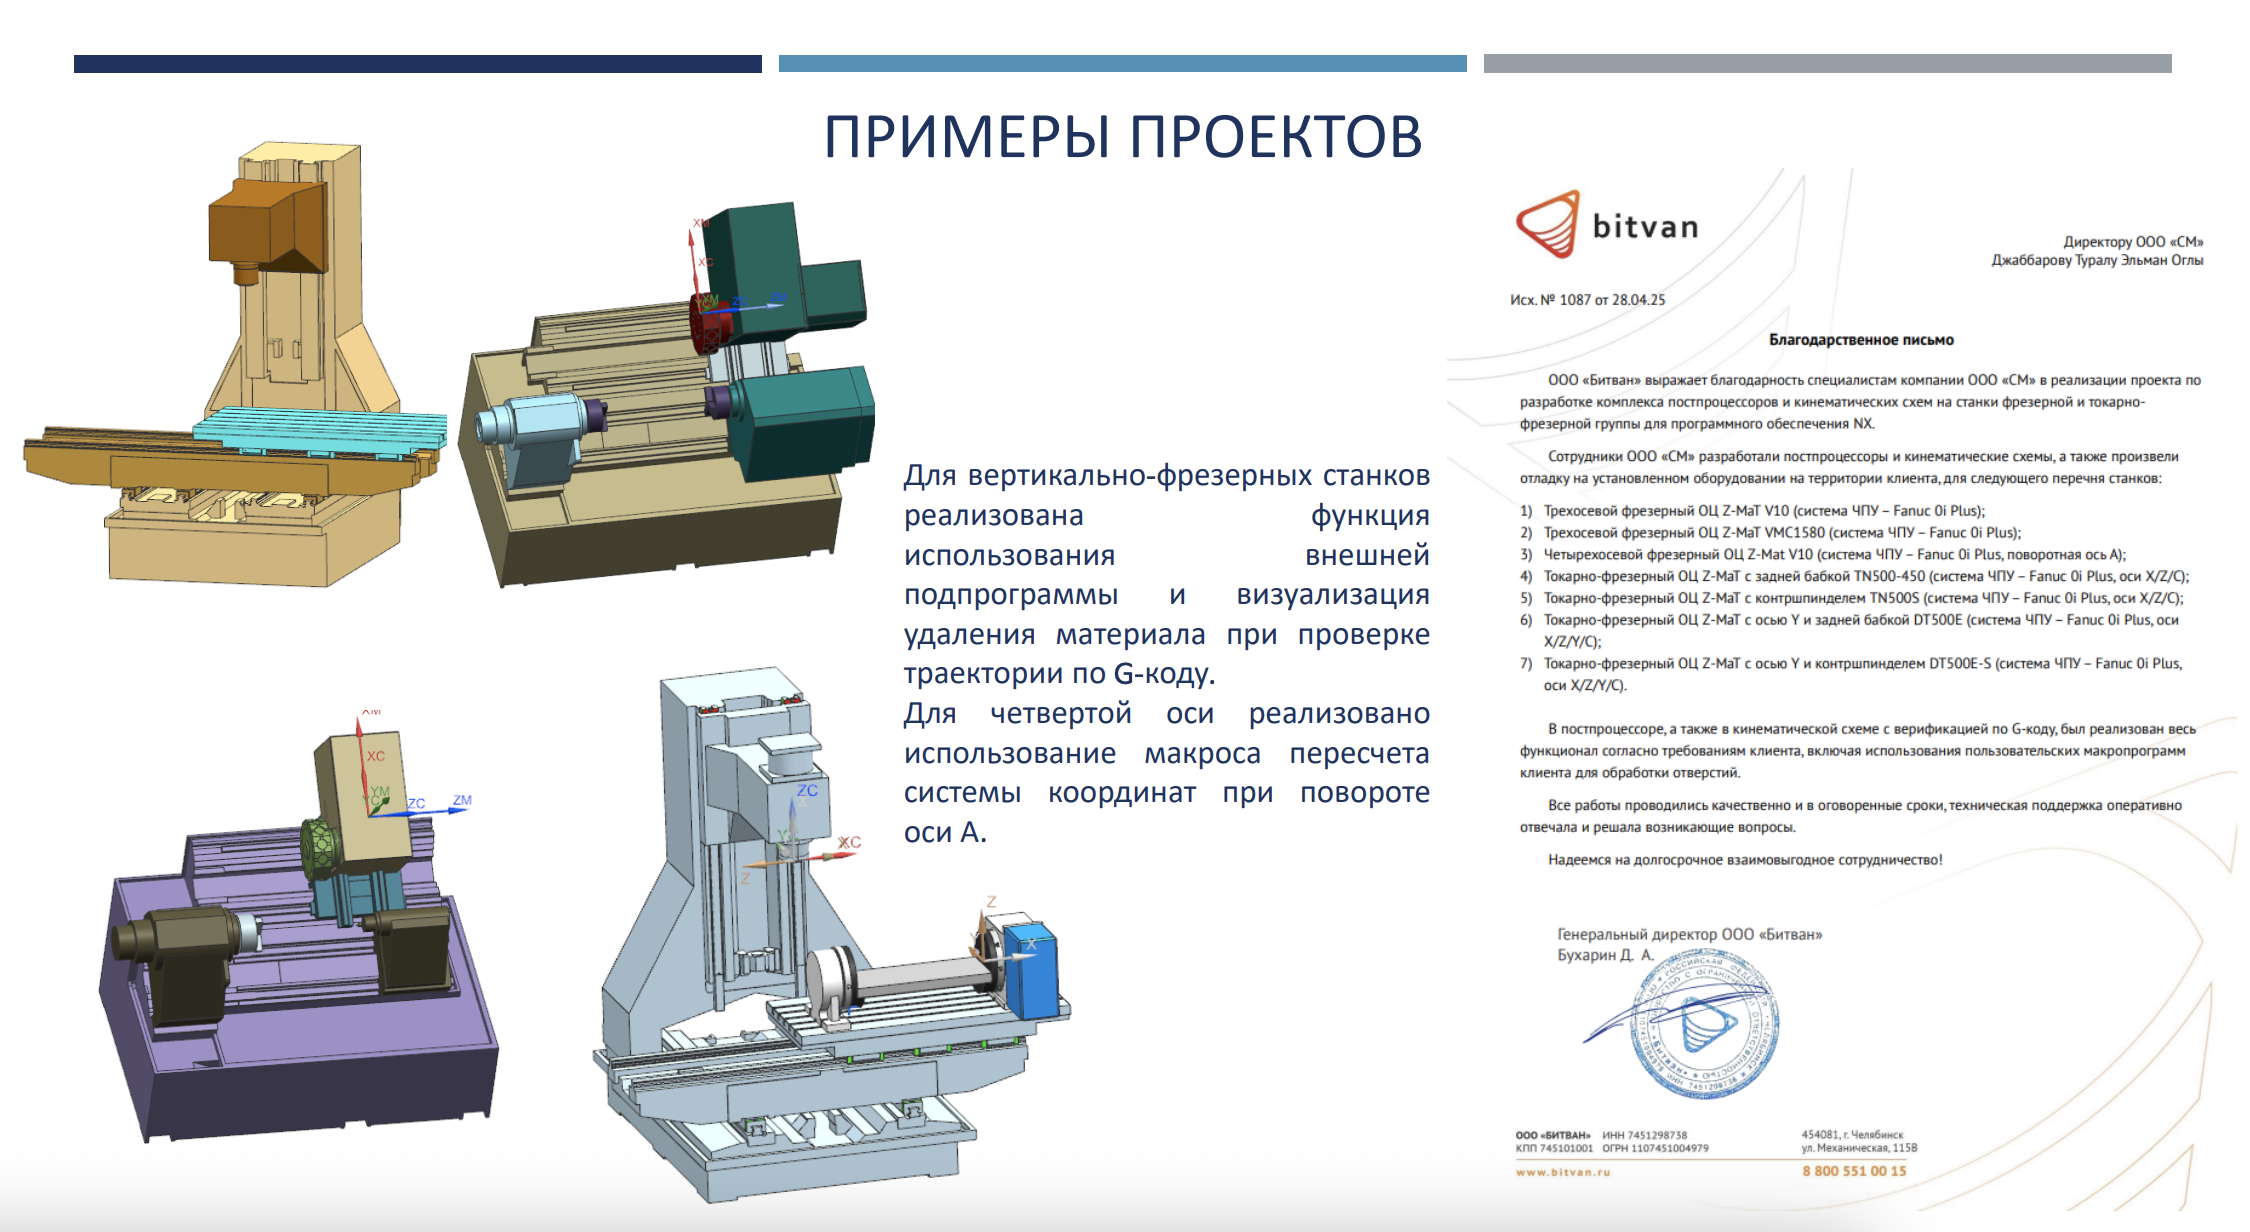 ПРИМЕРЫ ПРОЕКТОВ
XM
XC
YM
YC
ZC
ZM
Для вертикально-фрезерных станков
реализована функция
использования внешней
подпрограммы и визуализация
удаления материала при проверке
траектории по G-коду.
Для четвертой оси реализовано
использование макроса пересчета
системы координат при повороте
оси А.
XM
XC
YM
YC
ZC
ZM
ZC
XC
Z
Z
X
bitvan
Директору ООО «СМ»
Джаббарову Туралу Эльман Оглы
Исх. № 1087 от 28.04.25
Благодарственное письмо
ООО «Битван» выражает благодарность специалистам компании ООО «СМ» в реализации проекта по
разработке комплекса постпроцессоров и кинематических схем на станки фрезерной и токарно-
фрезерной группы для программного обеспечения NX.
Сотрудники ООО «СМ» разработали постпроцессоры и кинематические схемы, а также произвели
отладку на установленном оборудовании на территории клиента, для следующего перечня станков:
1) Трехосевой фрезерный ОЦ Z-MaT V10 (система ЧПУ – Fanuc 0i Plus);
2) Трехосевой фрезерный ОЦ Z-MaT VMC1580 (система ЧПУ – Fanuc 0i Plus);
3) Четырехосевой фрезерный ОЦ Z-Mat V10 (система ЧПУ – Fanuc 0i Plus, поворотная ось А);
4) Токарно-фрезерный ОЦ Z-MaT с задней бабкой TN500-450 (система ЧПУ – Fanuc 0i Plus, оси X/Z/C);
5) Токарно-фрезерный ОЦ Z-MaT с контршпинделем TN500S (система ЧПУ – Fanuc 0i Plus, оси X/Z/C);
6) Токарно-фрезерный ОЦ Z-MaT с осью Y и задней бабкой DT500E (система ЧПУ – Fanuc 0i Plus, оси
X/Z/Y/C);
7) Токарно-фрезерный ОЦ Z-MaT с осью Y и контршпинделем DT500E-S (система ЧПУ – Fanuc 0i Plus,
оси X/Z/Y/C).
В постпроцессоре, а также в кинематической схеме с верификацией по G-коду, был реализован весь
функционал согласно требованиям клиента, включая использования пользовательских макропрограмм
клиента для обработки отверстий.
Все работы проводились качественно и в оговоренные сроки, техническая поддержка оперативно
отвечала и решала возникающие вопросы.
Надеемся на долгосрочное взаимовыгодное сотрудничество!
Генеральный директор ООО «Битван»
Бухарин Д. А.
«Битван»
ООО «БИТВАН» ИНН 7451298738
КПП 745101001 ОГРН 1107451004979
www.bitvan.ru
454081, г. Челябинск
ул. Механическая, 115В
8 800 551 00 15